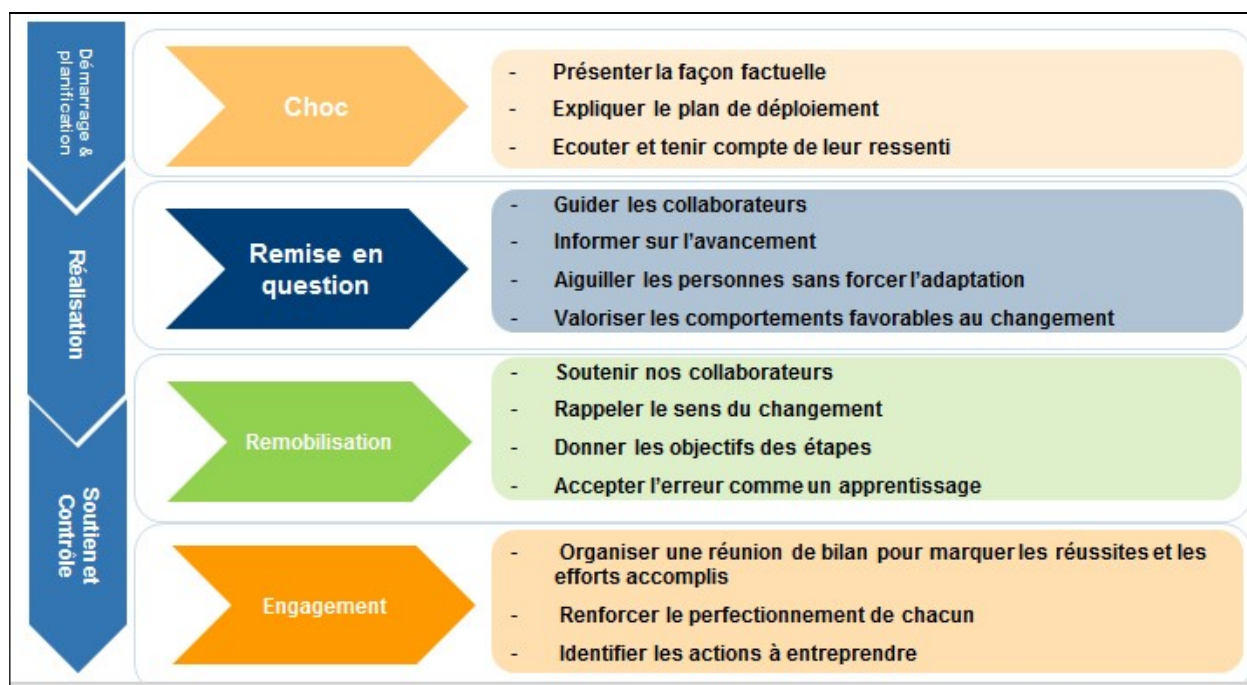 Démarrage &
planification
Choc
- Présenter la façon factuelle
- Expliquer le plan de déploiement
- Ecouter et tenir compte de leur ressenti
Réalisation
Remise en
question
- Guider les collaborateurs
- Informer sur l'avancement
- Aiguiller les personnes sans forcer l'adaptation
- Valoriser les comportements favorables au changement
Remobilisation
- Soutenir nos collaborateurs
- Rappeler le sens du changement
- Donner les objectifs des étapes
- Accepter l'erreur comme un apprentissage
Soutien et
Contrôle
Engagement
- Organiser une réunion de bilan pour marquer les réussites et les
efforts accomplis
- Renforcer le perfectionnement de chacun
- Identifier les actions à entreprendre